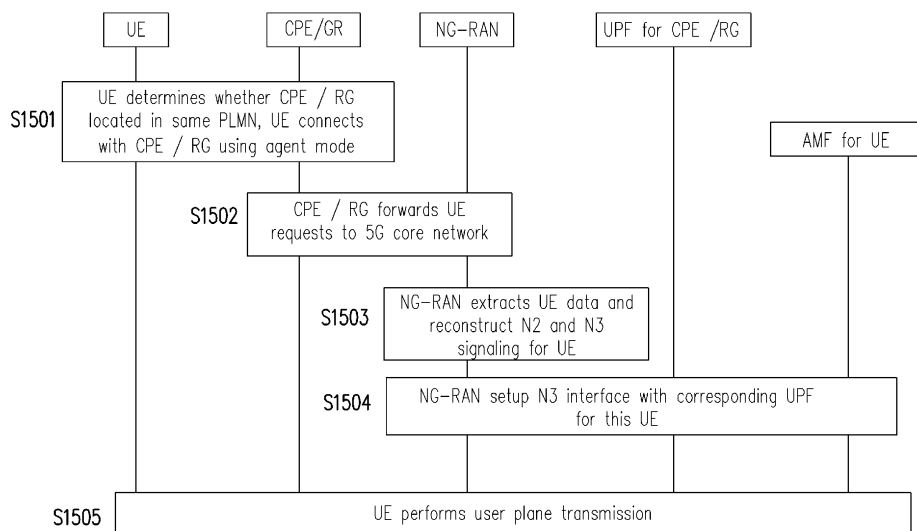 UE
CPE/GR
NG-RAN
UPF for CPE /RG
S1501
UE determines whether CPE / RG
located in same PLMN, UE connects
with CPE / RG using agent mode
AMF for UE
S1502
CPE / RG forwards UE
requests to 5G core network
S1503
NG-RAN extracts UE data and
reconstruct N2 and N3
signaling for UE
S1504
NG-RAN setup N3 interface with corresponding UPF
for this UE
S1505
UE performs user plane transmission